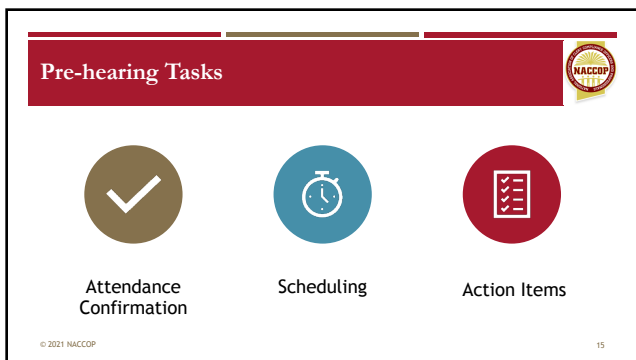 Pre-hearing Tasks
NACCOP
Attendance
Confirmation
Scheduling
Action Items
© 2021 NACCOP
15